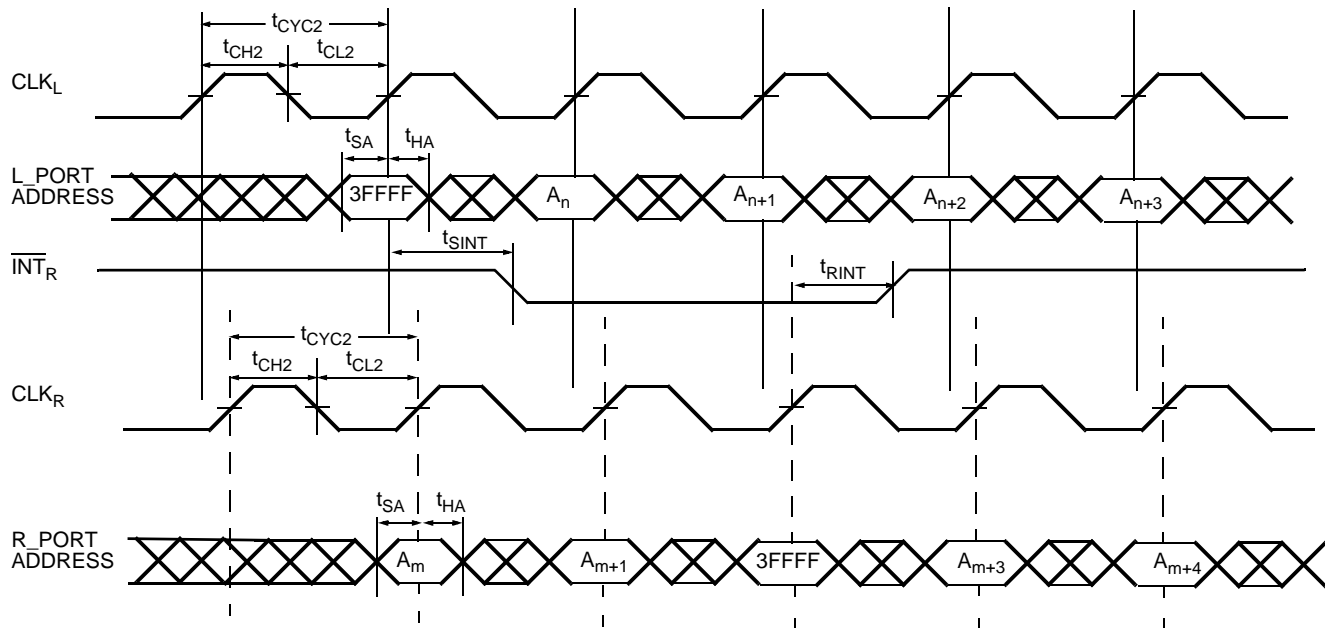 tCYC2
tCH2 tCL2
CLKL
tSA tHA
L_PORT
ADDRESS
3FFFF An An+1 An+2 An+3
tSINT
INTR
tRINT
tCYC2
tCH2 tCL2
CLKR
tSA tHA
R_PORT
ADDRESS
Am Am+1 3FFFF Am+3 Am+4